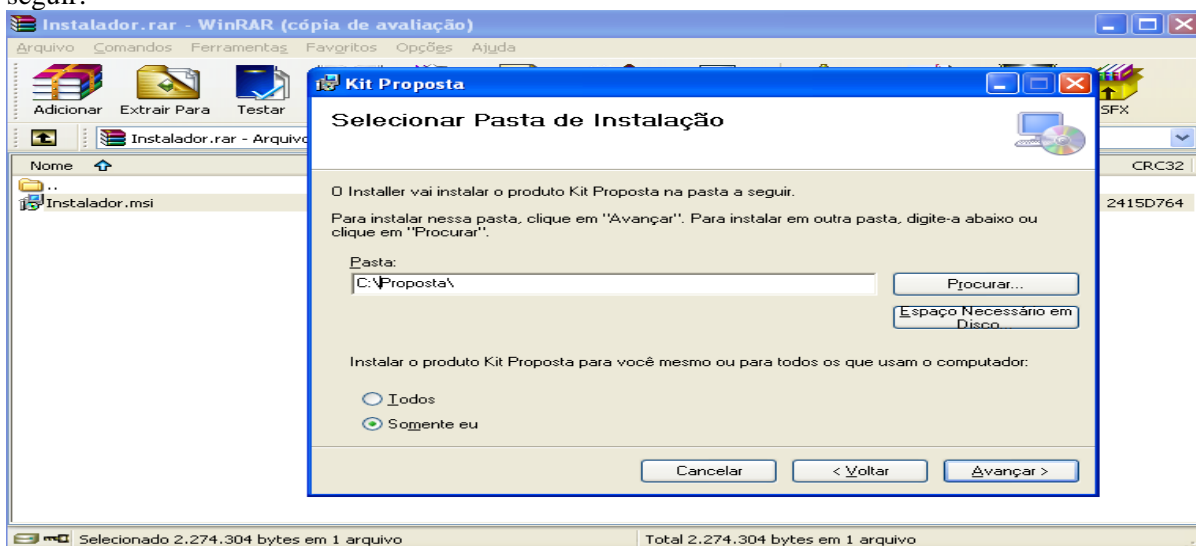 seguir:
Instalador.rar - WinRAR (cópia de avaliação)
Arquivo Comandos Ferramentas Favoritos Opções Ajuda
Adicionar Extrair Para Testar
SFX
Instalador.rar - Arquivo
Nome
CRC32
..
Instalador.msi
2415D764
Kit Proposta
Selecionar Pasta de Instalação
O Installer vai instalar o produto Kit Proposta na pasta a seguir.
Para instalar nessa pasta, clique em "Avançar". Para instalar em outra pasta, digite-a abaixo ou
clique em "Procurar".
Pasta:
C:\Proposta\
Procurar...
Espaço Necessário em
Disco...
Instalar o produto Kit Proposta para você mesmo ou para todos os que usam o computador:
Todos
Somente eu
Cancelar
< Voltar
Avançar >
Selecionado 2.274.304 bytes em 1 arquivo
Total 2.274.304 bytes em 1 arquivo